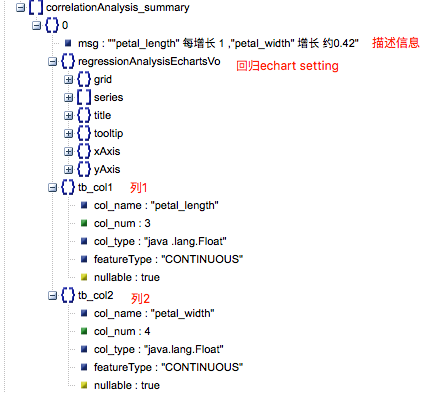 correlationAnalysis_summary
0
msg : ""petal_length" 每增长 1 ,"petal_width" 增长 约0.42" 描述信息
regressionAnalysisEchartsVo 回归echart setting
grid
series
title
tooltip
xAxis
yAxis
tb_col1 列1
col_name : "petal_length"
col_num : 3
col_type : "java .lang.Float"
featureType : "CONTINUOUS"
nullable : true
tb_col2 列2
col_name : "petal_width"
col_num : 4
col_type : "java.lang.Float"
featureType : "CONTINUOUS"
nullable : true